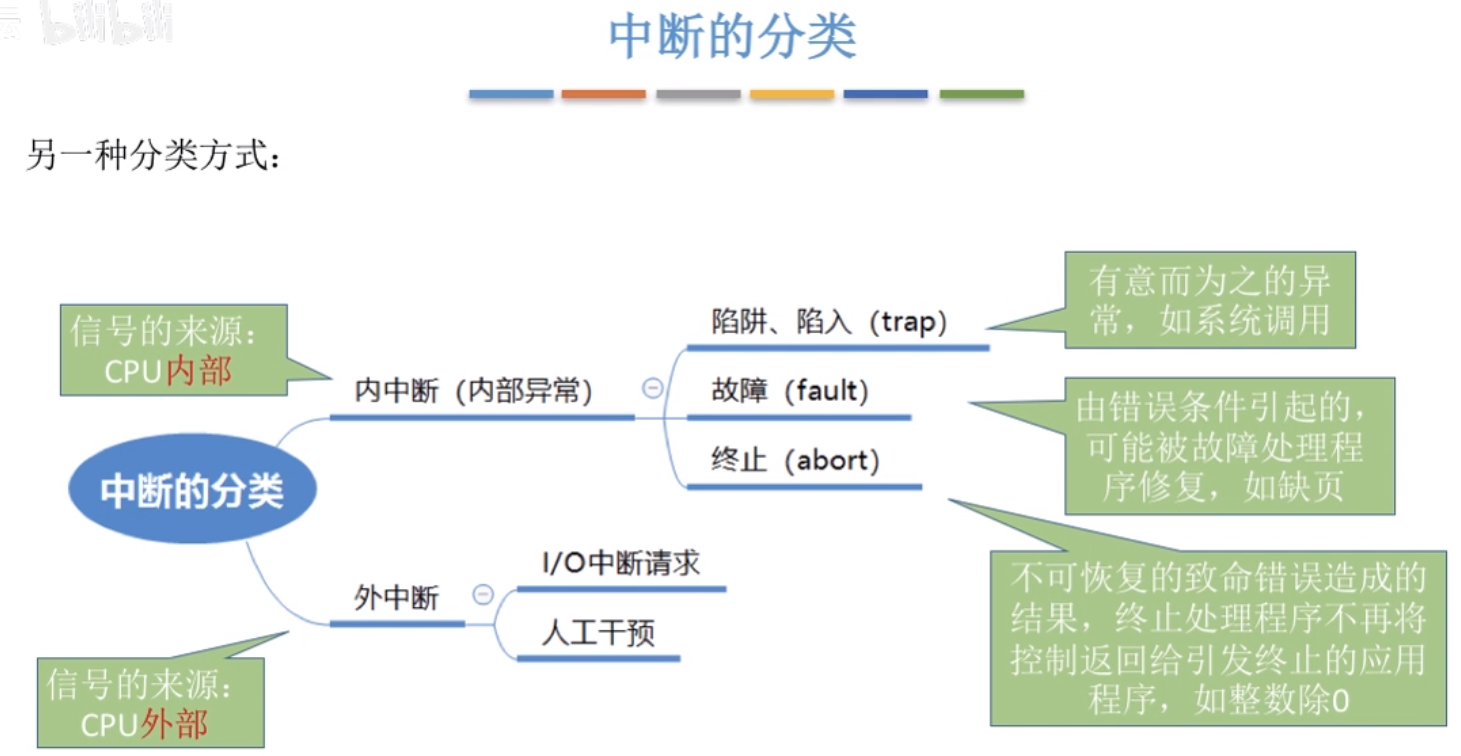 bilibili
中断的分类
另一种分类方式：
信号的来源：
CPU内部
内中断（内部异常）
陷阱、陷入（trap）
有意而为之的异
常，如系统调用
故障（fault）
由错误条件引起的，
可能被故障处理程
序修复，如缺页
终止（abort）
不可恢复的致命错误造成的
结果，终止处理程序不再将
控制返回给引发终止的应用
程序，如整数除0
中断的分类
外中断
I/O中断请求
人工干预
信号的来源：
CPU外部